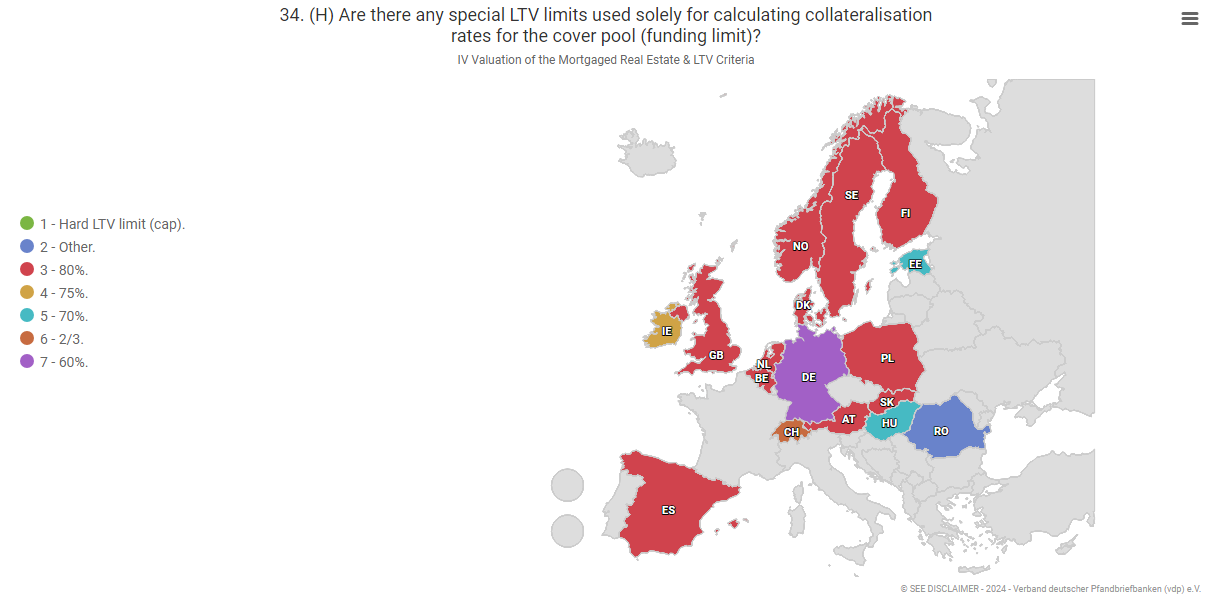 34. (H) Are there any special LTV limits used solely for calculating collateralisation
rates for the cover pool (funding limit)?
IV Valuation of the Mortgaged Real Estate & LTV Criteria
1 - Hard LTV limit (cap).
2 - Other.
3 - 80%.
4 - 75%.
5 - 70%.
6 - 2/3.
7 - 60%.
SE
FI
NO
EE
DK
IE
GB
NL
BE
DE
PL
SK
AT
HU
CH
RO
ES
© SEE DISCLAIMER - 2024 - Verband deutscher Pfandbriefbanken (vdp) e.V.